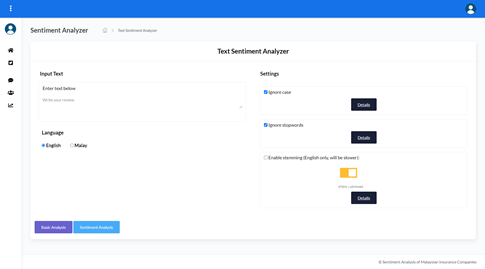 Sentiment Analyzer
Text Sentiment Analyzer
Text Sentiment Analyzer
Input Text
Enter text below
Write your review.
Language
English
Malay
Settings
Ignore case
Details
Ignore stopwords
Details
Enable stemming (English only, will be slower):
Details
Basic Analysis
Sentiment Analysis
© Sentiment Analysis of Malaysian Insurance Companies